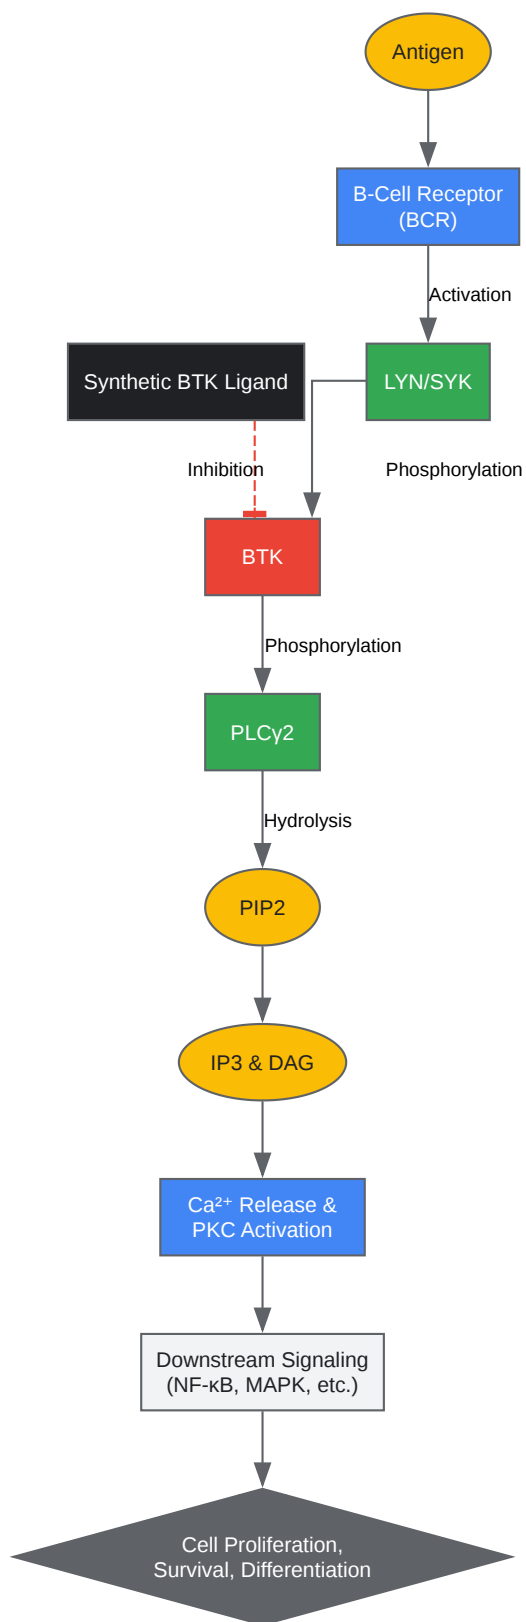 Antigen
B-Cell Receptor
(BCR)
Activation
Synthetic BTK Ligand
LYN/SYK
Inhibition
Phosphorylation
BTK
Phosphorylation
PLCγ2
Hydrolysis
PIP2
IP3 & DAG
Ca²⁺ Release &
PKC Activation
Downstream Signaling
(NF-κB, MAPK, etc.)
Cell Proliferation,
Survival, Differentiation